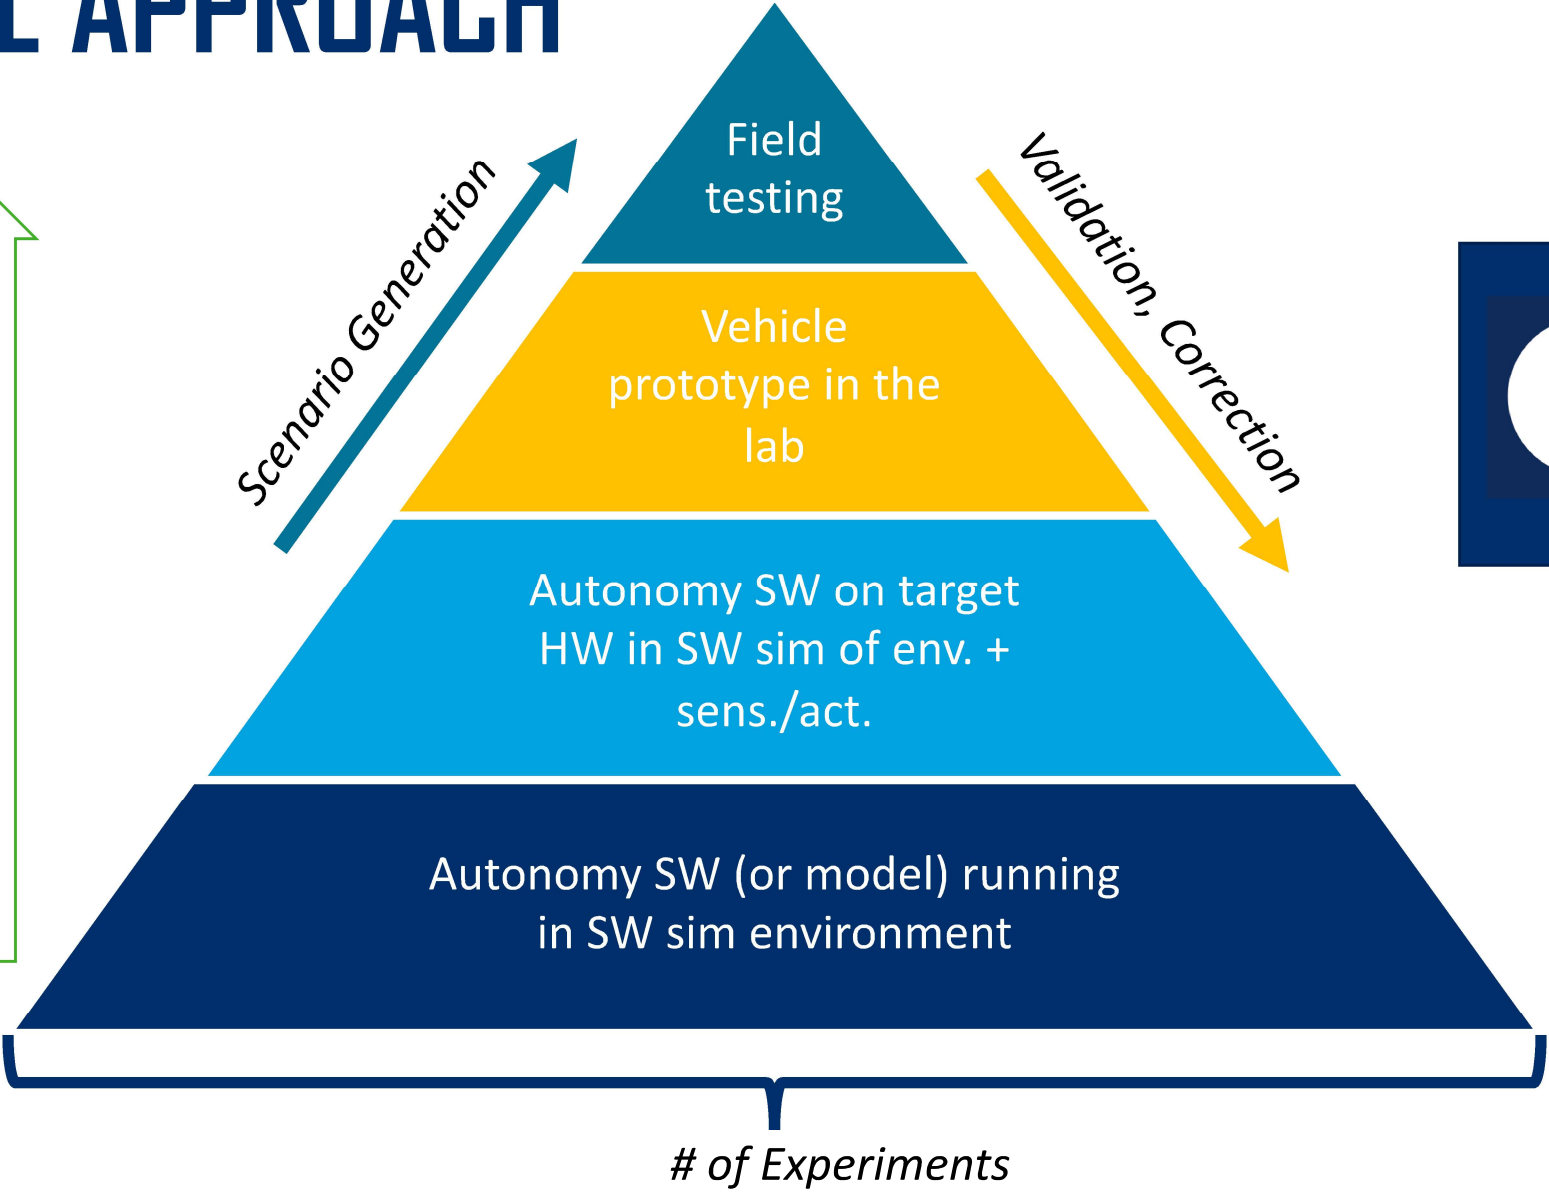 APPROACH
Field
testing
Scenario Generation
Validation, Correction
Vehicle
prototype in the
lab
Autonomy SW on target
HW in SW sim of env. +
sens./act.
Autonomy SW (or model) running
in SW sim environment
# of Experiments